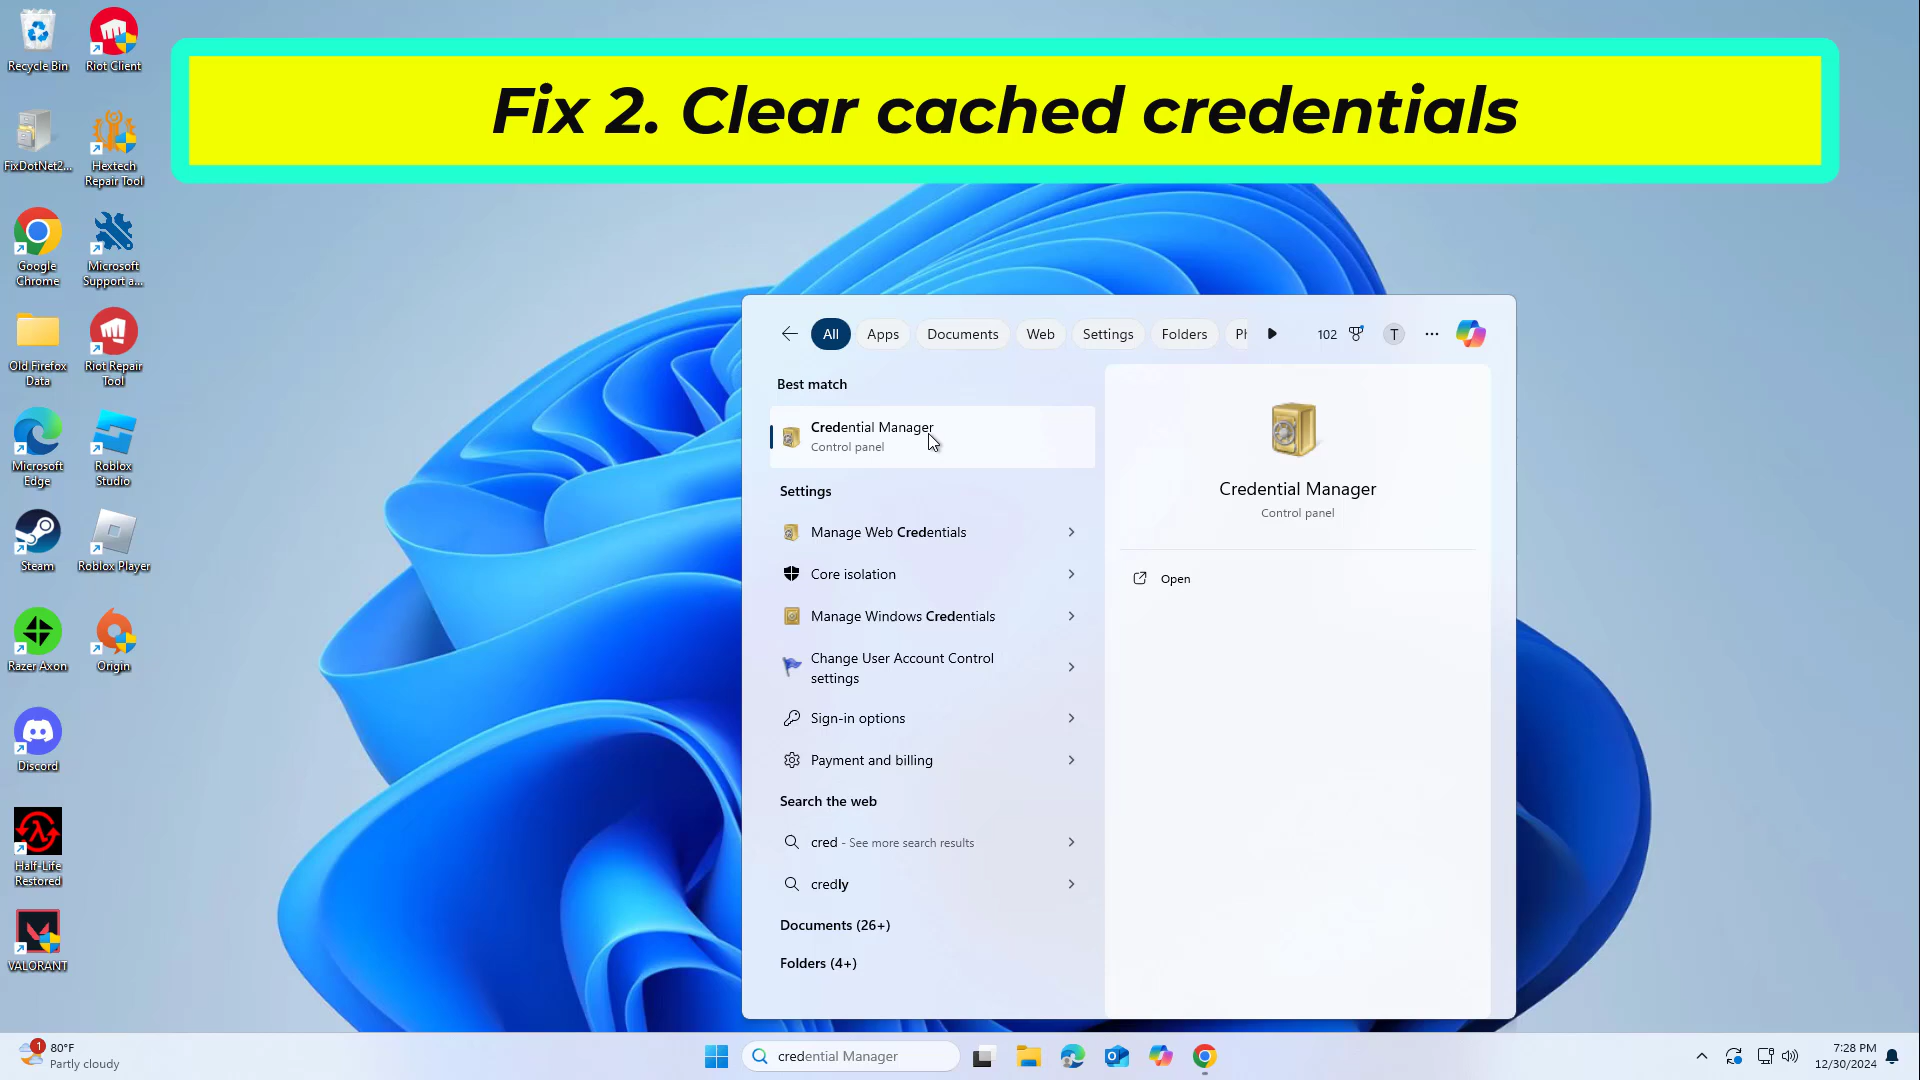 Fix 2. Clear cached credentials
Recycle Bin
Riot Client
FixDotNet2...
Hextech
Repair Tool
Google
Chrome
Microsoft
Support a...
Old Firefox
Data
Riot Repair
Tool
Microsoft
Edge
Roblox
Studio
Steam
Roblox Player
Razer Axon
Origin
Discord
Half-Life
Restored
VALORANT
All
Apps
Documents
Web
Settings
Folders
Ph
102
T
Best match
Credential Manager
Control panel
Settings
Manage Web Credentials
Core isolation
Manage Windows Credentials
Change User Account Control
settings
Sign-in options
Payment and billing
Search the web
cred - See more search results
credly
Documents (26+)
Folders (4+)
Credential Manager
Control panel
Open
1
80°F
Partly cloudy
credential Manager
7:28 PM
12/30/2024